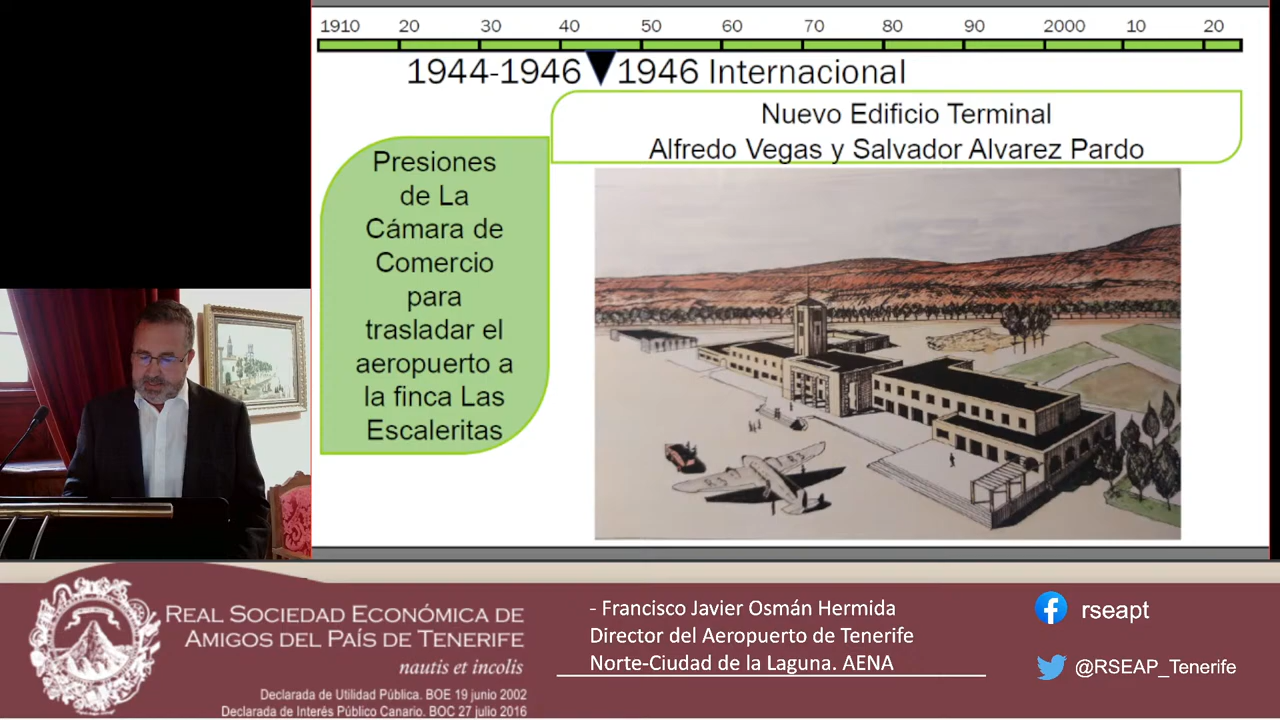 1910 20 30 40 50 60 70 80 90 2000 10 20
1944-1946 1946 Internacional
Nuevo Edificio Terminal
Alfredo Vegas y Salvador Alvarez Pardo
Presiones
de La
Cámara de
Comercio
para
trasladar el
aeropuerto a
la finca Las
Escaleritas
REAL SOCIEDAD ECONÓMICA DE
AMIGOS DEL PAÍS DE TENERIFE
nautis et incolis
Declarada de Utilidad Pública. BOE 19 junio 2002
Declarada de Interés Público Canario. BOC 27 julio 2016
- Francisco Javier Osmán Hermida
Director del Aeropuerto de Tenerife
Norte-Ciudad de la Laguna. AENA
rseapt
@RSEAP_Tenerife